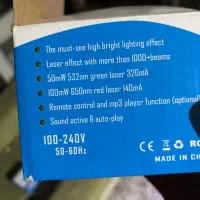 The must-see high bright lighting effect
Laser effect with more than 1000+beams
50mW 532nm green laser 320mA
100mW 650nm red laser 140mA
Remote control and mp3 player function (optional
Sound active & auto-play
100-240V
50-60Hz
CE
MADE IN CH